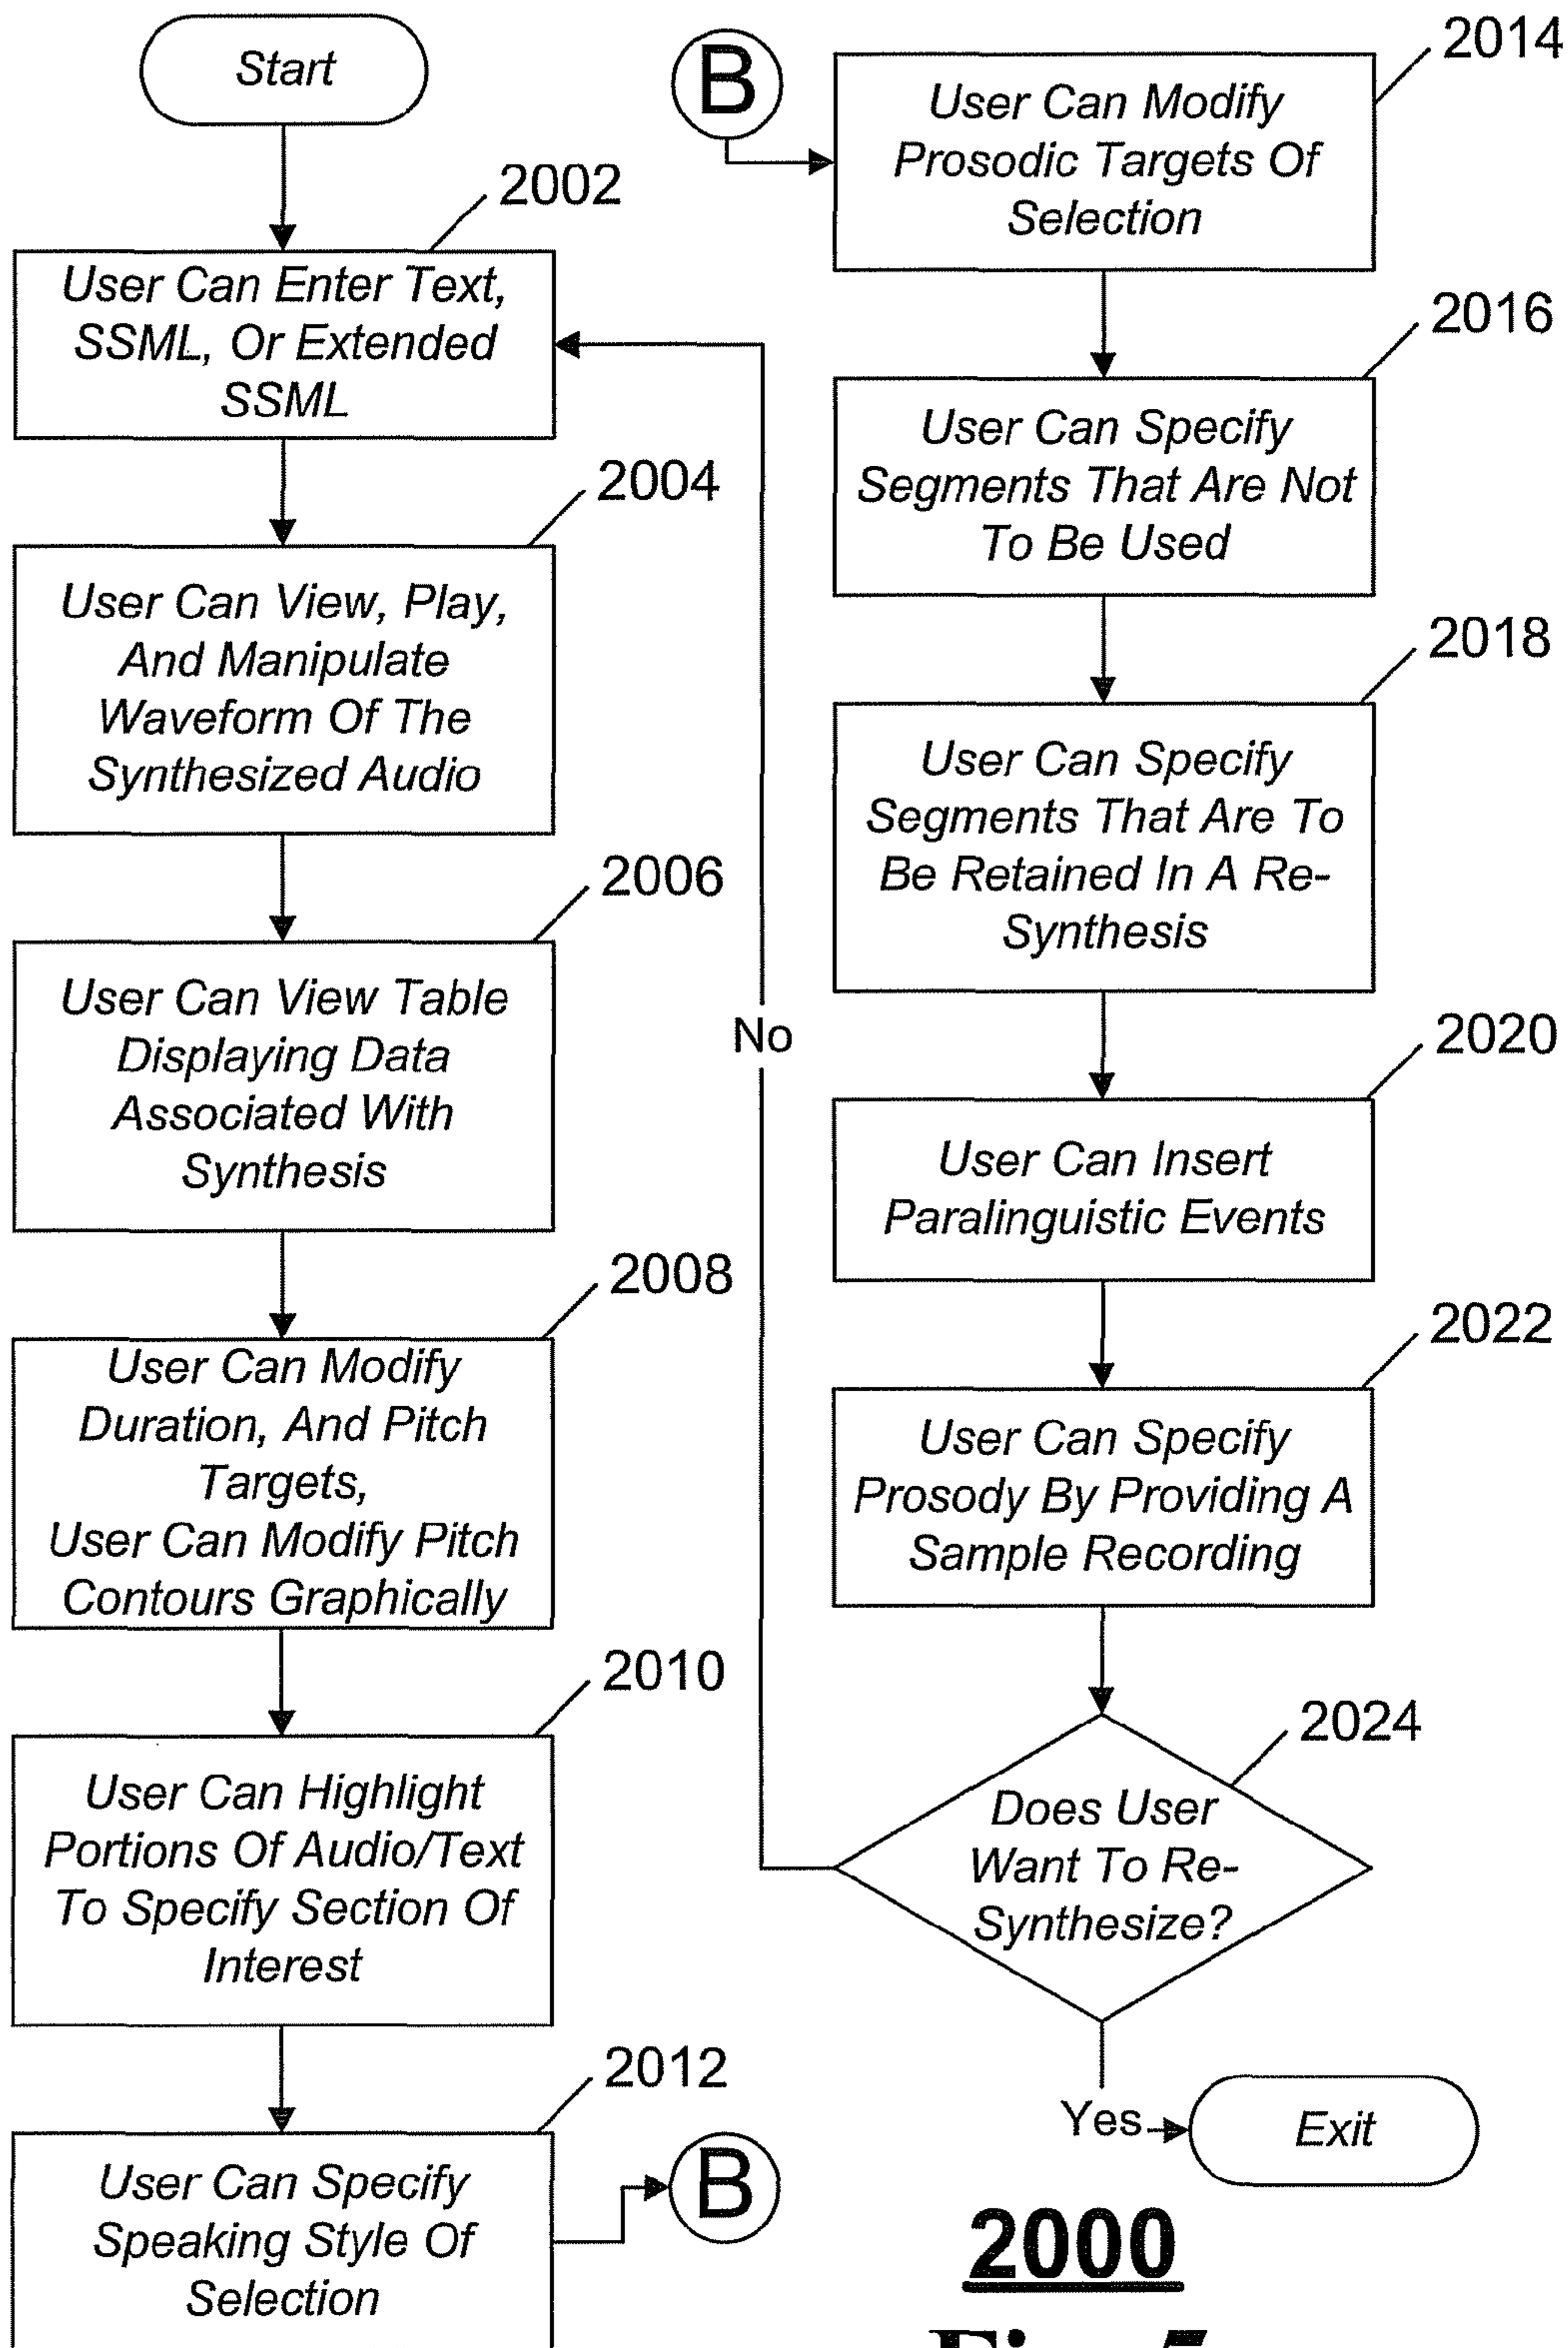 Start
2002
User Can Enter Text,
SSML, Or Extended
SSML
2004
User Can View, Play,
And Manipulate
Waveform Of The
Synthesized Audio
2006
User Can View Table
Displaying Data
Associated With
Synthesis
2008
User Can Modify
Duration, And Pitch
Targets,
User Can Modify Pitch
Contours Graphically
2010
User Can Highlight
Portions Of Audio/Text
To Specify Section Of
Interest
2012
User Can Specify
Speaking Style Of
Selection
B
B
2014
User Can Modify
Prosodic Targets Of
Selection
2016
User Can Specify
Segments That Are Not
To Be Used
2018
User Can Specify
Segments That Are To
Be Retained In A Re-
Synthesis
2020
User Can Insert
Paralinguistic Events
2022
User Can Specify
Prosody By Providing A
Sample Recording
2024
Does User
Want To Re-
Synthesize?
No
Yes
Exit
2000